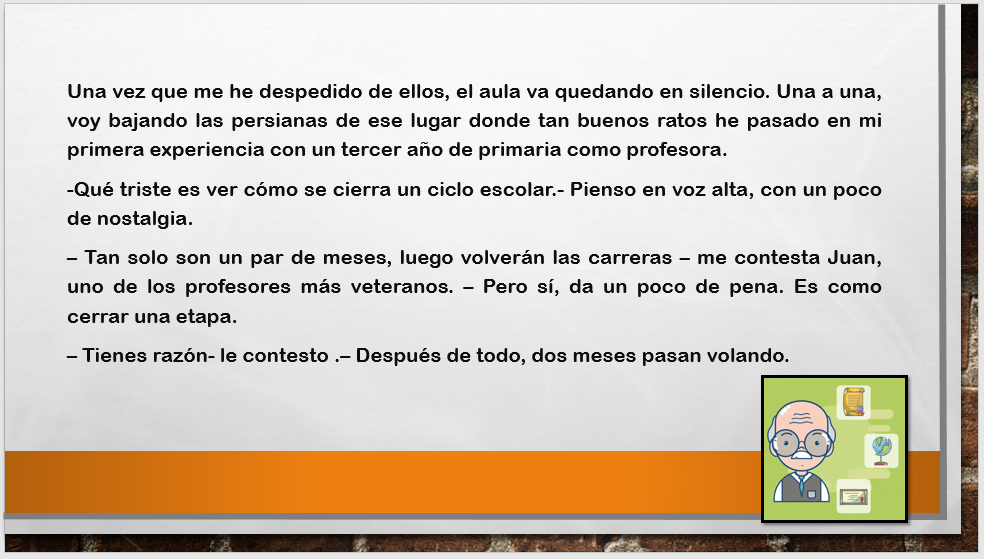 Una vez que me he despedido de ellos, el aula va quedando en silencio. Una a una,
voy bajando las persianas de ese lugar donde tan buenos ratos he pasado en mi
primera experiencia con un tercer año de primaria como profesora.
-Qué triste es ver cómo se cierra un ciclo escolar.- Pienso en voz alta, con un poco
de nostalgia.
– Tan solo son un par de meses, luego volverán las carreras – me contesta Juan,
uno de los profesores más veteranos. – Pero sí, da un poco de pena. Es como
cerrar una etapa.
– Tienes razón- le contesto .– Después de todo, dos meses pasan volando.